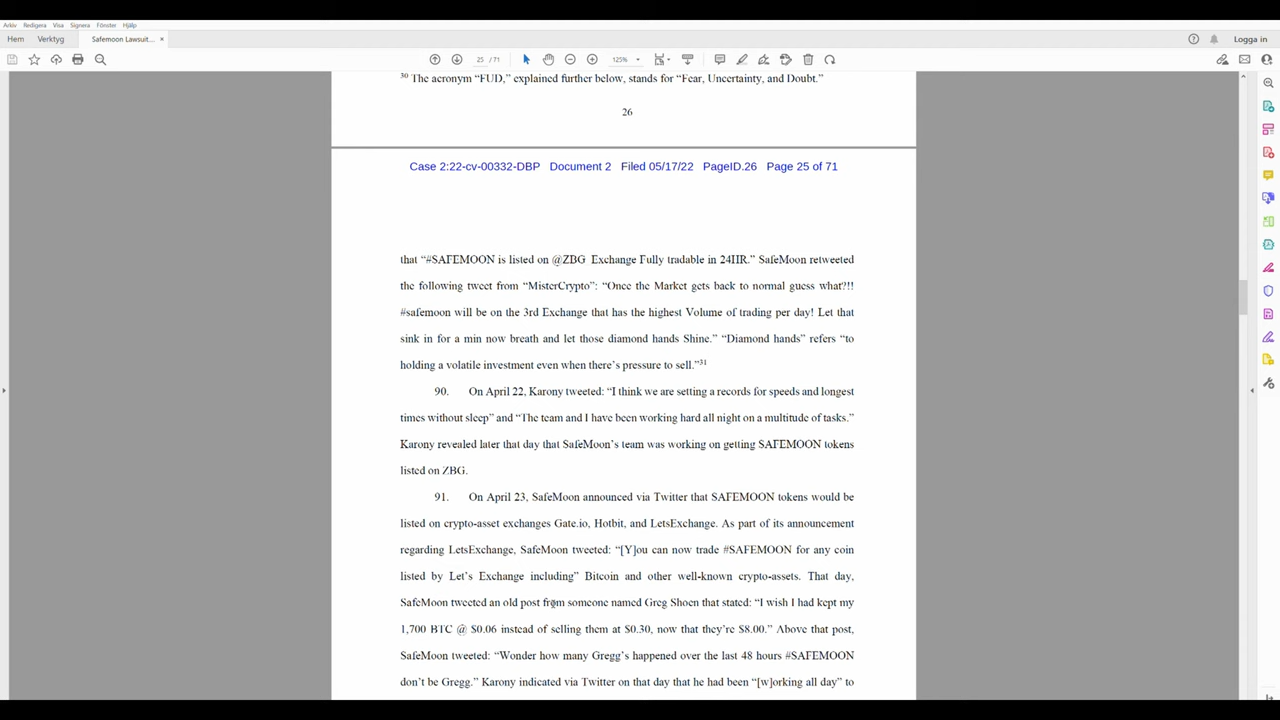 Arkiv Redigera Visa Signera Fönster Hjälp
Hem Verktyg Safemoon Lawsuit... ×
Logga in
25 / 71 125%
30 The acronym “FUD,” explained further below, stands for “Fear, Uncertainty, and Doubt.”
26
Case 2:22-cv-00332-DBP Document 2 Filed 05/17/22 PageID.26 Page 25 of 71
that “#SAFEMOON is listed on @ZBG Exchange Fully tradable in 24HR.” SafeMoon retweeted
the following tweet from “MisterCrypto”: “Once the Market gets back to normal guess what?!!
#safemoon will be on the 3rd Exchange that has the highest Volume of trading per day! Let that
sink in for a min now breath and let those diamond hands Shine.” “Diamond hands” refers “to
holding a volatile investment even when there’s pressure to sell.”31
90. On April 22, Karony tweeted: “I think we are setting a records for speeds and longest
times without sleep” and “The team and I have been working hard all night on a multitude of tasks.”
Karony revealed later that day that SafeMoon’s team was working on getting SAFEMOON tokens
listed on ZBG.
91. On April 23, SafeMoon announced via Twitter that SAFEMOON tokens would be
listed on crypto-asset exchanges Gate.io, Hotbit, and LetsExchange. As part of its announcement
regarding LetsExchange, SafeMoon tweeted: “[Y]ou can now trade #SAFEMOON for any coin
listed by Let’s Exchange including” Bitcoin and other well-known crypto-assets. That day,
SafeMoon tweeted an old post from someone named Greg Shoen that stated: “I wish I had kept my
1,700 BTC @ $0.06 instead of selling them at $0.30, now that they’re $8.00.” Above that post,
SafeMoon tweeted: “Wonder how many Gregg’s happened over the last 48 hours #SAFEMOON
don’t be Gregg.” Karony indicated via Twitter on that day that he had been “[w]orking all day” to